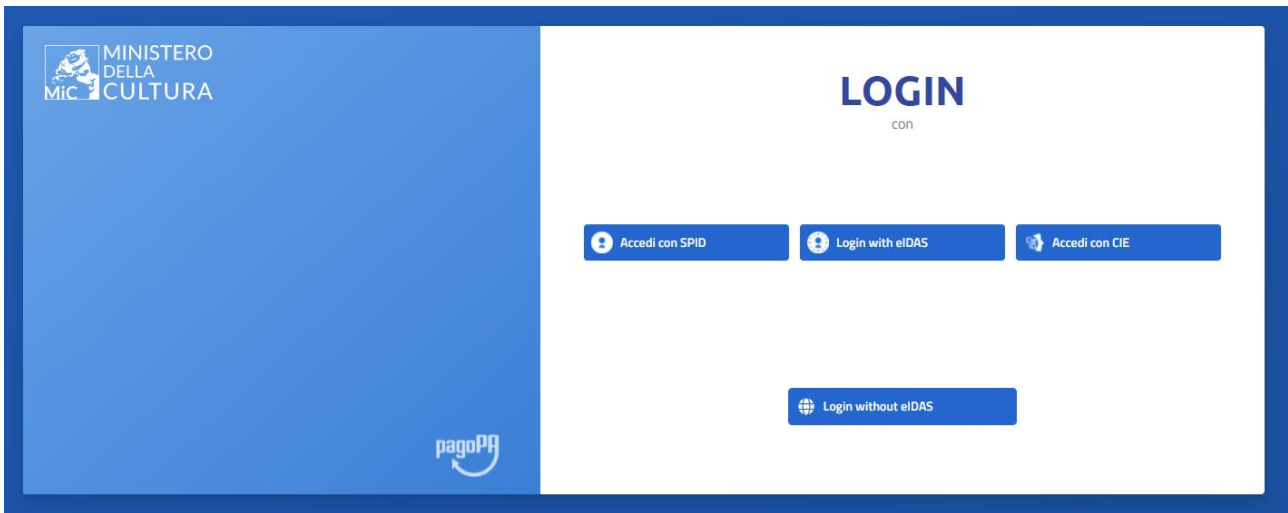 MINISTERO
DELLA
MiC CULTURA
LOGIN
con
Accedi con SPID
Login with eIDAS
Accedi con CIE
Login without eIDAS
pagoPA